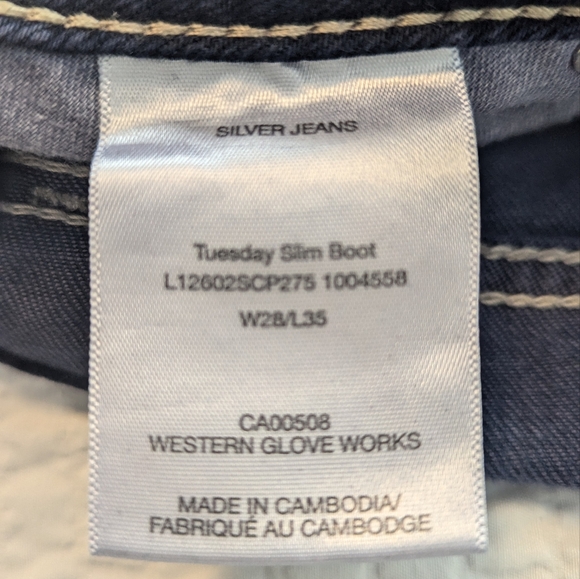 SILVER JEANS
Tuesday Slim Boot
L12602SCP275 1004558
W28/L35
CA00508
WESTERN GLOVE WORKS
MADE IN CAMBODIA/
FABRIQUÉ AU CAMBODGE